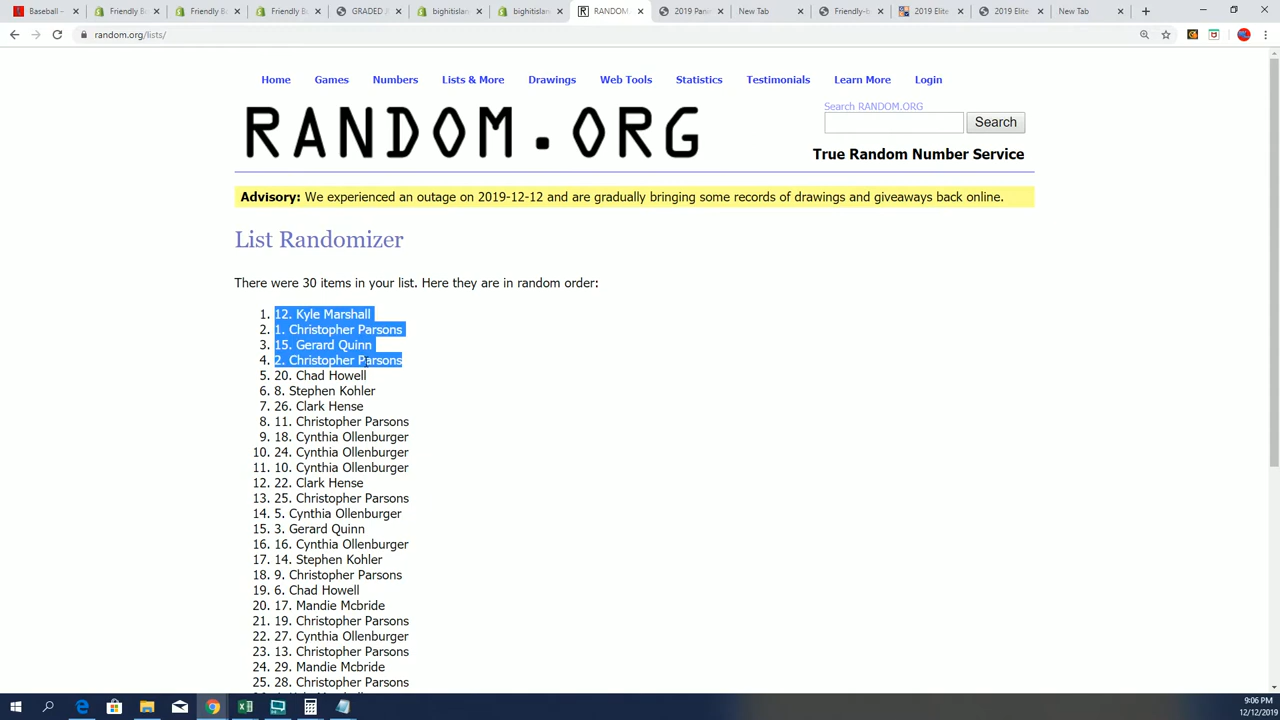 Baseball –
Friendly B
Friendly B
Friendly B
GRADED A
bighitislan
bighitislan
RANDOM
2019 Panin
New Tab
Friendly-B
2019 Elite
2019 Elite
New Tab
random.org/lists/
Home Games Numbers Lists & More Drawings Web Tools Statistics Testimonials Learn More Login
RANDOM.ORG
Search RANDOM.ORG
Search
True Random Number Service
Advisory: We experienced an outage on 2019-12-12 and are gradually bringing some records of drawings and giveaways back online.
List Randomizer
There were 30 items in your list. Here they are in random order:
1. 12. Kyle Marshall
2. 1. Christopher Parsons
3. 15. Gerard Quinn
4. 2. Christopher Parsons
5. 20. Chad Howell
6. 8. Stephen Kohler
7. 26. Clark Hense
8. 11. Christopher Parsons
9. 18. Cynthia Ollenburger
10. 24. Cynthia Ollenburger
11. 10. Cynthia Ollenburger
12. 22. Clark Hense
13. 25. Christopher Parsons
14. 5. Cynthia Ollenburger
15. 3. Gerard Quinn
16. 16. Cynthia Ollenburger
17. 14. Stephen Kohler
18. 9. Christopher Parsons
19. 6. Chad Howell
20. 17. Mandie Mcbride
21. 19. Christopher Parsons
22. 27. Cynthia Ollenburger
23. 13. Christopher Parsons
24. 29. Mandie Mcbride
25. 28. Christopher Parsons
9:06 PM
12/12/2019